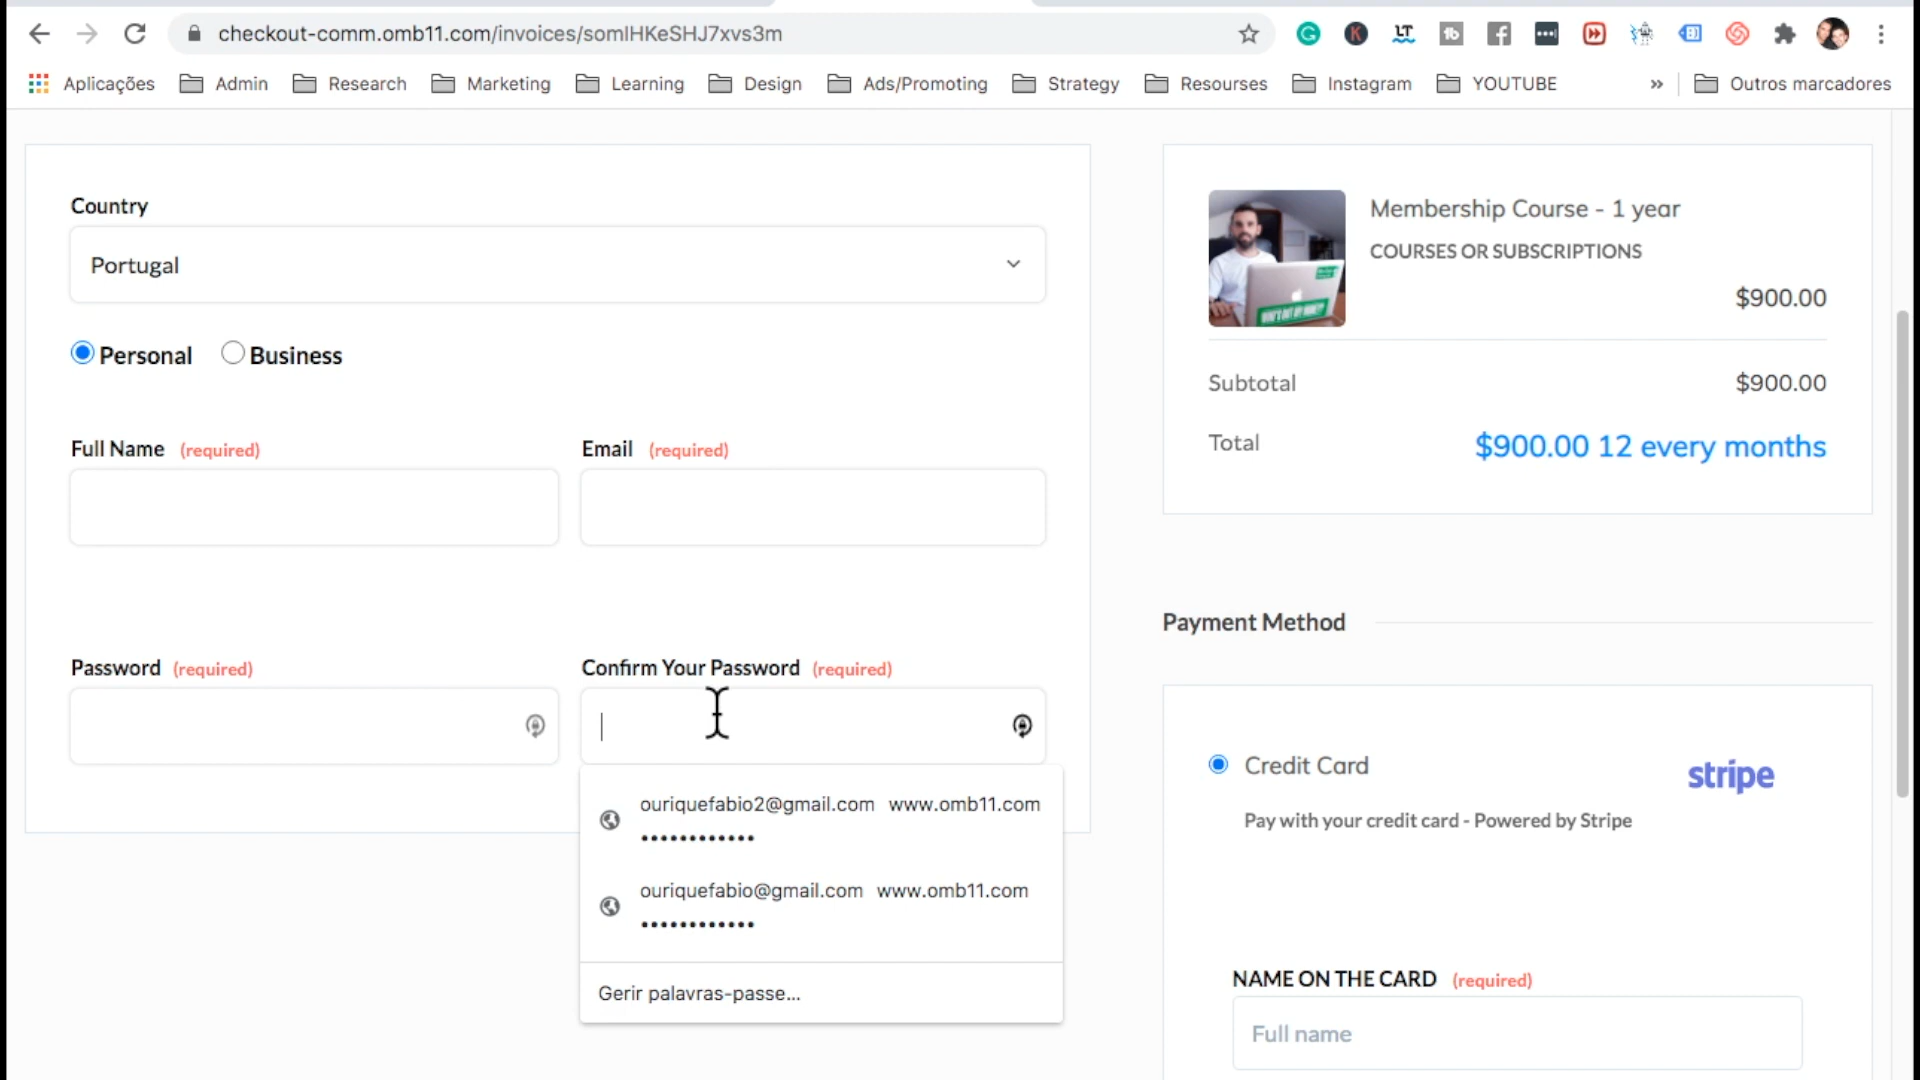 checkout-comm.omb11.com/invoices/somlHKeSHJ7xvs3m
Aplicações Admin Research Marketing Learning Design Ads/Promoting Strategy Resourses Instagram YOUTUBE » Outros marcadores
Country
Portugal
Personal Business
Full Name (required) Email (required)
Password (required) Confirm Your Password (required)
ouriquefabio2@gmail.com www.omb11.com
••••••••••••
ouriquefabio@gmail.com www.omb11.com
••••••••••••
Gerir palavras-passe...
Membership Course - 1 year
COURSES OR SUBSCRIPTIONS
$900.00
Subtotal $900.00
Total $900.00 12 every months
Payment Method
Credit Card
stripe
Pay with your credit card - Powered by Stripe
NAME ON THE CARD (required)
Full name